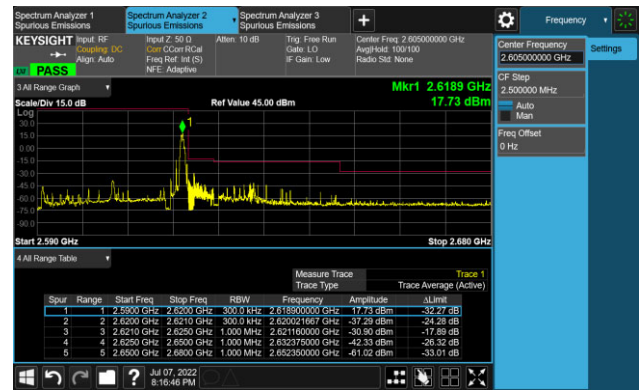 Spectrum Analyzer 1
Spurious Emissions
Spectrum Analyzer 2
Spurious Emissions
Spectrum Analyzer 3
Spurious Emissions
Frequency
KEYSIGHT
Input: RF
Coupling: DC
Align: Auto
Input Z: 50 Ω
Corr CCorr RCal
Freq Ref: Int (S)
NFE: Adaptive
Atten: 10 dB
Trig: Free Run
Gate: LO
IF Gain: Low
Center Freq: 2.605000000 GHz
Avg|Hold: 100/100
Radio Std: None
PASS
Center Frequency
2.605000000 GHz
Settings
CF Step
2.500000 MHz
Auto
Man
Freq Offset
0 Hz
3 All Range Graph
Mkr1 2.6189 GHz
17.73 dBm
Scale/Div 15.0 dB
Ref Value 45.00 dBm
Log
30.0
15.0
0.00
-15.0
-30.0
-45.0
-60.0
-75.0
-90.0
1
Start 2.590 GHz
Stop 2.680 GHz
4 All Range Table
Measure Trace Trace 1
Trace Type Trace Average (Active)
Spur Range Start Freq Stop Freq RBW Frequency Amplitude ΔLimit
1 1 2.5900 GHz 2.6200 GHz 300.0 kHz 2.618900000 GHz 17.73 dBm -32.27 dB
2 2 2.6200 GHz 2.6210 GHz 300.0 kHz 2.620021667 GHz -37.29 dBm -24.28 dB
3 3 2.6210 GHz 2.6250 GHz 1.000 MHz 2.621160000 GHz -30.90 dBm -17.89 dB
4 4 2.6250 GHz 2.6500 GHz 1.000 MHz 2.632375000 GHz -42.33 dBm -26.32 dB
5 5 2.6500 GHz 2.6800 GHz 1.000 MHz 2.652350000 GHz -61.02 dBm -33.01 dB
Jul 07, 2022
8:16:46 PM